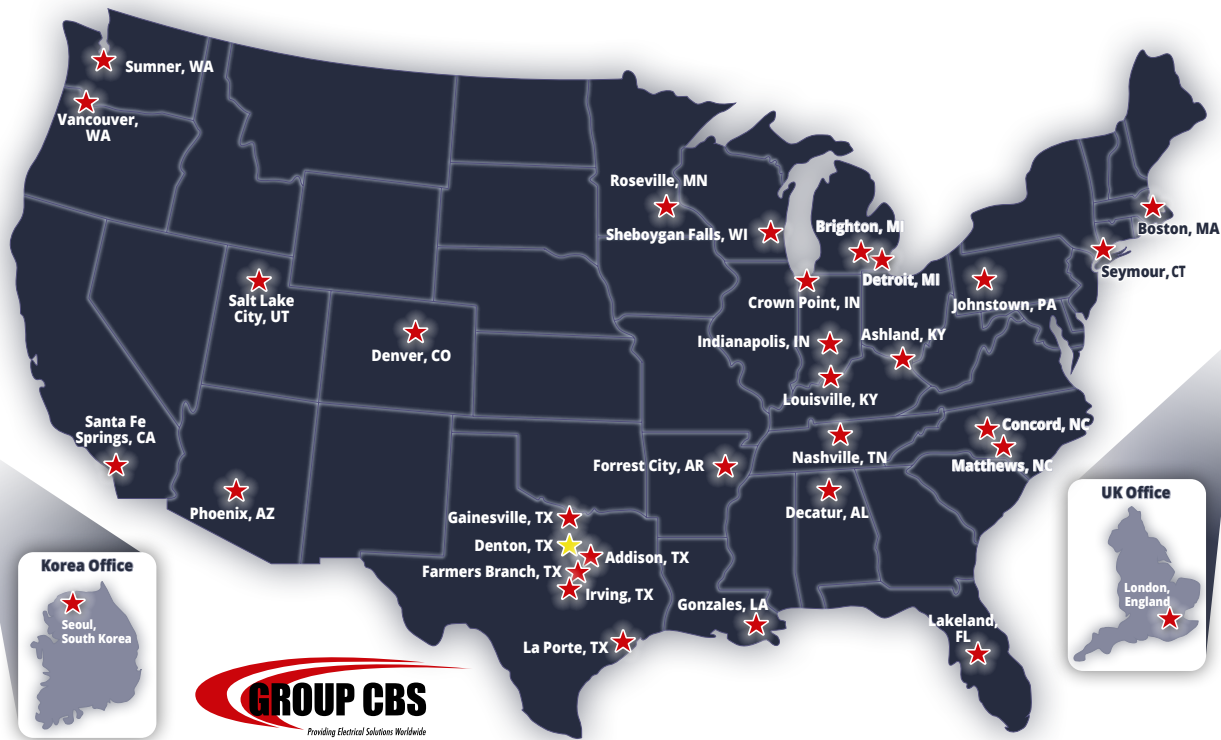 Sumner, WA
Vancouver,
WA
Roseville, MN
Sheboygan Falls, WI
Brighton, MI
Detroit, MI
Boston, MA
Seymour, CT
Crown Point, IN
Johnstown, PA
Salt Lake
City, UT
Denver, CO
Indianapolis, IN
Ashland, KY
Louisville, KY
Santa Fe
Springs, CA
Concord, NC
Nashville, TN
Matthews, NC
Forrest City, AR
Phoenix, AZ
Decatur, AL
Gainesville, TX
Denton, TX
Addison, TX
Farmers Branch, TX
Irving, TX
Gonzales, LA
La Porte, TX
Lakeland,
FL
UK Office
London,
England
Korea Office
Seoul,
South Korea
GROUP CBS
Providing Electrical Solutions Worldwide